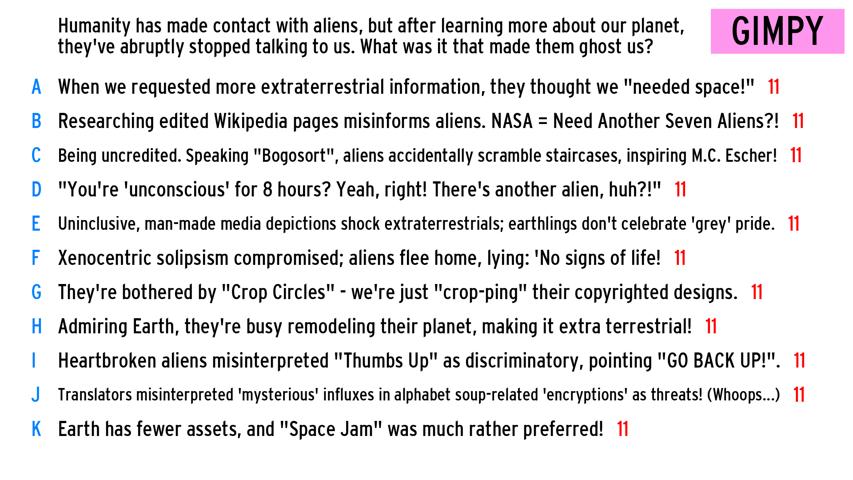 Humanity has made contact with aliens, but after learning more about our planet,
they've abruptly stopped talking to us. What was it that made them ghost us?
GIMPY
A When we requested more extraterrestrial information, they thought we "needed space!" 11
B Researching edited Wikipedia pages misinforms aliens. NASA = Need Another Seven Aliens?! 11
C Being uncredited. Speaking "Bogosort", aliens accidentally scramble staircases, inspiring M.C. Escher! 11
D "You're 'unconscious' for 8 hours? Yeah, right! There's another alien, huh?!" 11
E Uninclusive, man-made media depictions shock extraterrestrials; earthlings don't celebrate 'grey' pride. 11
F Xenocentric solipsism compromised; aliens flee home, lying: 'No signs of life! 11
G They're bothered by "Crop Circles" - we're just "crop-ping" their copyrighted designs. 11
H Admiring Earth, they're busy remodeling their planet, making it extra terrestrial! 11
I Heartbroken aliens misinterpreted "Thumbs Up" as discriminatory, pointing "GO BACK UP!". 11
J Translators misinterpreted 'mysterious' influxes in alphabet soup-related 'encryptions' as threats! (Whoops...) 11
K Earth has fewer assets, and "Space Jam" was much rather preferred! 11